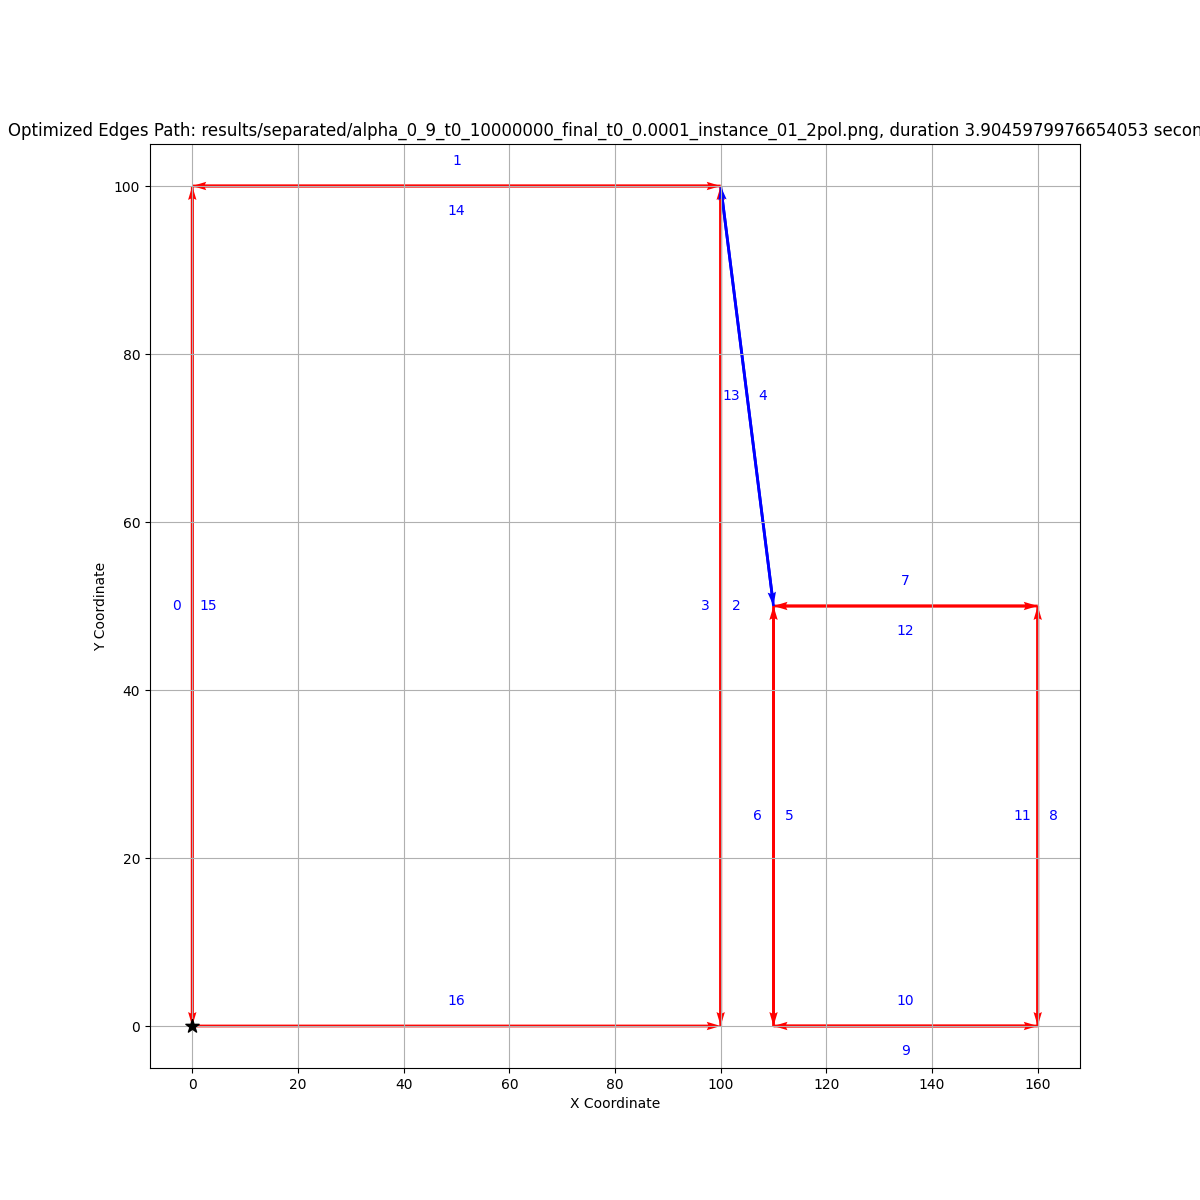 Optimized Edges Path: results/separated/alpha_0_9_t0_10000000_final_t0_0.0001_instance_01_2pol.png, duration 3.9045979976654053 secon
1
100
14
80
13 4
60
7
0 15 3 2
12
Y Coordinate
40
6 5 11 8
20
16 10
0
9
0 20 40 60 80 100 120 140 160
X Coordinate